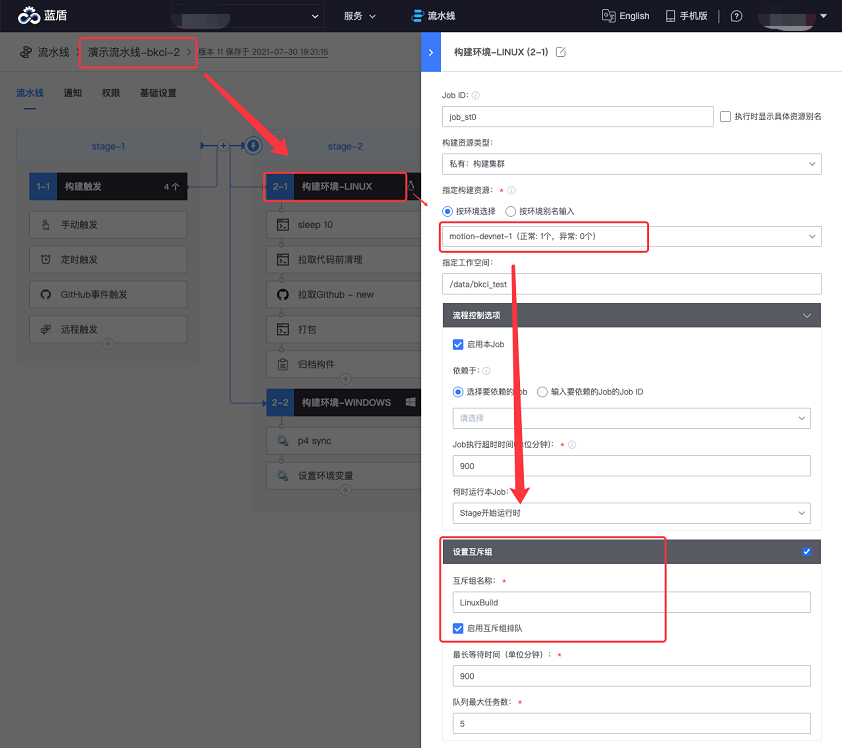 蓝盾
服务
流水线
English
手机版
流水线
演示流水线-bkci-2
版本 11 保存于 2021-07-30 19:31:15
流水线
通知
权限
基础设置
stage-1
1-1
构建触发
4 个
手动触发
定时触发
GitHub事件触发
远程触发
stage-2
2-1
构建环境-LINUX
sleep 10
拉取代码前清理
拉取Github - new
打包
归档构件
2-2
构建环境-WINDOWS
p4 sync
设置环境变量
构建环境-LINUX (2-1)
Job ID:
job_st0
执行时显示具体资源别名
构建资源类型:
私有: 构建集群
指定构建资源: *
按环境选择
按环境别名输入
motion-devnet-1 (正常: 1个, 异常: 0个)
指定工作空间:
/data/bkci_test
流程控制选项
启用本Job
依赖于:
选择要依赖的Job
输入要依赖的Job的Job ID
请选择
Job执行超时时间(单位分钟): *
900
何时运行本Job:
Stage开始运行时
设置互斥组
互斥组名称: *
LinuxBuild
启用互斥组排队
最长等待时间 (单位分钟) : *
900
队列最大任务数: *
5